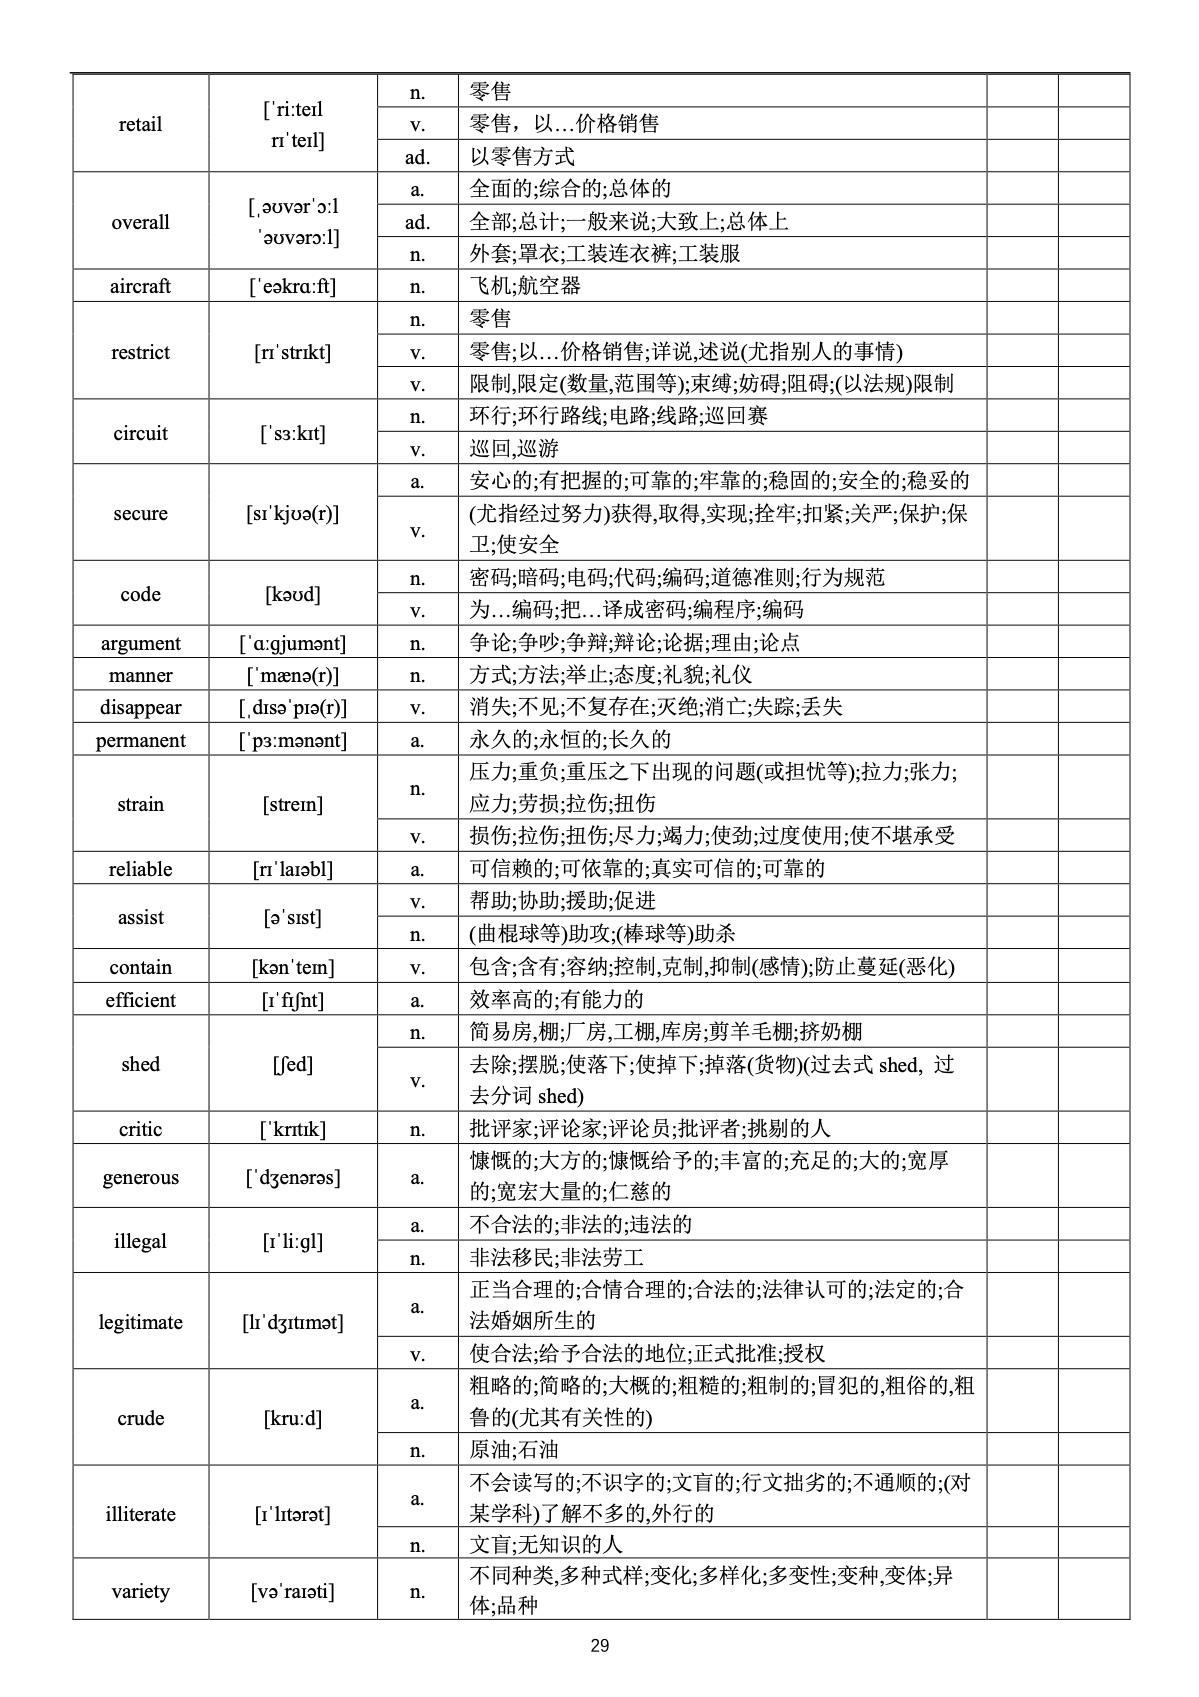 retail [ˈriːteɪl n. 零售
rɪˈteɪl] v. 零售，以…价格销售
ad. 以零售方式
overall [ˌəʊvərˈɔːl a. 全面的;综合的;总体的
ˈəʊvərɔːl] ad. 全部;总计;一般来说;大致上;总体上
n. 外套;罩衣;工装连衣裤;工装服
aircraft [ˈeəkrɑːft] n. 飞机;航空器
restrict [rɪˈstrɪkt] n. 零售
v. 零售;以…价格销售;详说,述说(尤指别人的事情)
v. 限制,限定(数量,范围等);束缚;妨碍;阻碍;(以法规)限制
circuit [ˈsɜːkɪt] n. 环行;环行路线;电路;线路;巡回赛
v. 巡回,巡游
secure [sɪˈkjʊə(r)] a. 安心的;有把握的;可靠的;牢靠的;稳固的;安全的;稳妥的
v. (尤指经过努力)获得,取得,实现;拴牢;扣紧;关严;保护;保
卫;使安全
code [kəʊd] n. 密码;暗码;电码;代码;编码;道德准则;行为规范
v. 为…编码;把…译成密码;编程序;编码
argument [ˈɑːɡjumənt] n. 争论;争吵;争辩;辩论;论据;理由;论点
manner [ˈmænə(r)] n. 方式;方法;举止;态度;礼貌;礼仪
disappear [ˌdɪsəˈpɪə(r)] v. 消失;不见;不复存在;灭绝;消亡;失踪;丢失
permanent [ˈpɜːmənənt] a. 永久的;永恒的;长久的
strain [streɪn] n. 压力;重负;重压之下出现的问题(或担忧等);拉力;张力;
应力;劳损;拉伤;扭伤
v. 损伤;拉伤;扭伤;尽力;竭力;使劲;过度使用;使不堪承受
reliable [rɪˈlaɪəbl] a. 可信赖的;可依靠的;真实可信的;可靠的
assist [əˈsɪst] v. 帮助;协助;援助;促进
n. (曲棍球等)助攻;(棒球等)助杀
contain [kənˈteɪn] v. 包含;含有;容纳;控制,克制,抑制(感情);防止蔓延(恶化)
efficient [ɪˈfɪʃnt] a. 效率高的;有能力的
shed [ʃed] n. 简易房,棚;厂房,工棚,库房;剪羊毛棚;挤奶棚
v. 去除;摆脱;使落下;使掉下;掉落(货物)(过去式 shed, 过
去分词 shed)
critic [ˈkrɪtɪk] n. 批评家;评论家;评论员;批评者;挑剔的人
generous [ˈdʒenərəs] a. 慷慨的;大方的;慷慨给予的;丰富的;充足的;大的;宽厚
的;宽宏大量的;仁慈的
illegal [ɪˈliːɡl] a. 不合法的;非法的;违法的
n. 非法移民;非法劳工
legitimate [lɪˈdʒɪtɪmət] a. 正当合理的;合情合理的;合法的;法律认可的;法定的;合
法婚姻所生的
v. 使合法;给予合法的地位;正式批准;授权
crude [kruːd] a. 粗略的;简略的;大概的;粗糙的;粗制的;冒犯的,粗俗的,粗
鲁的(尤其有关性的)
n. 原油;石油
illiterate [ɪˈlɪtərət] a. 不会读写的;不识字的;文盲的;行文拙劣的;不通顺的;(对
某学科)了解不多的,外行的
n. 文盲;无知识的人
variety [vəˈraɪəti] n. 不同种类,多种式样;变化;多样化;多变性;变种,变体;异
体;品种
29